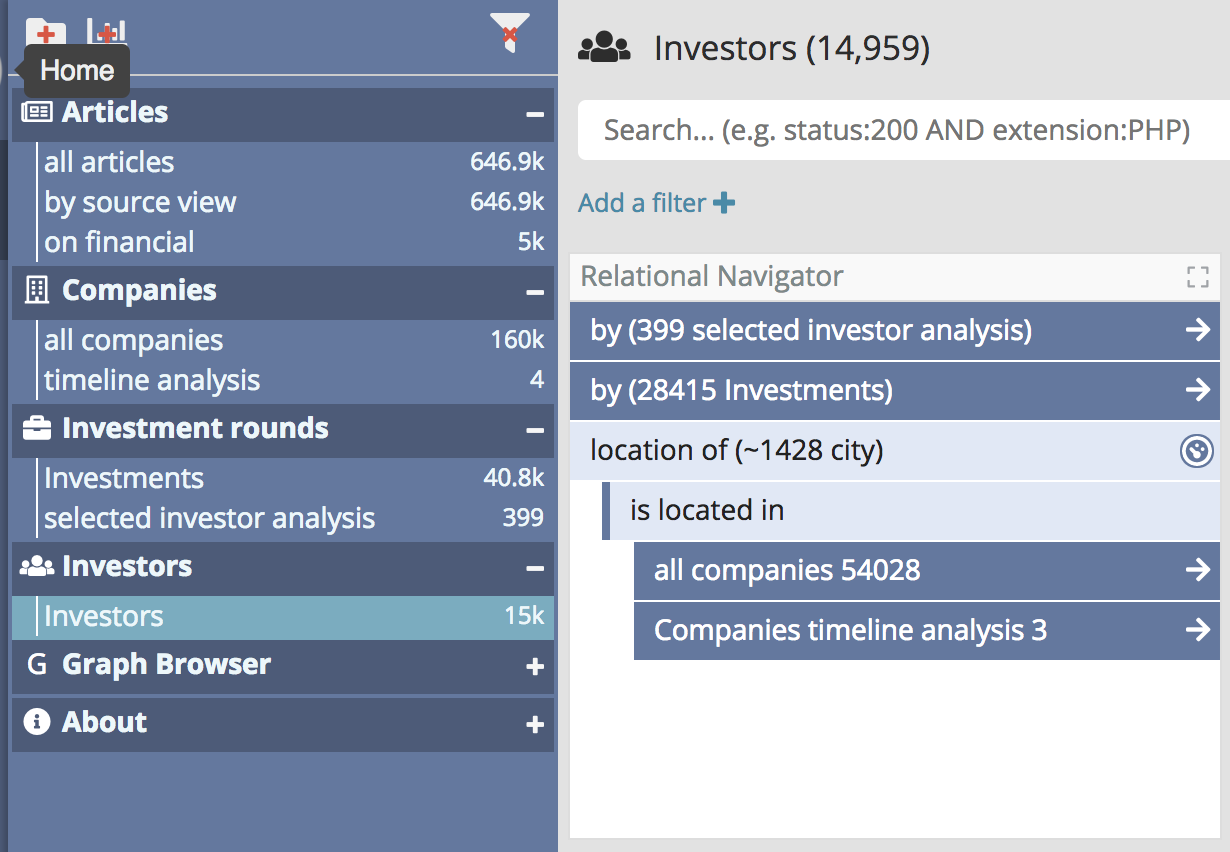 Home
Articles
all articles 646.9k
by source view 646.9k
on financial 5k
Companies
all companies 160k
timeline analysis 4
Investment rounds
Investments 40.8k
selected investor analysis 399
Investors
Investors 15k
G Graph Browser
About
Investors (14,959)
Search... (e.g. status:200 AND extension:PHP)
Add a filter
Relational Navigator
by (399 selected investor analysis)
by (28415 Investments)
location of (~1428 city)
is located in
all companies 54028
Companies timeline analysis 3